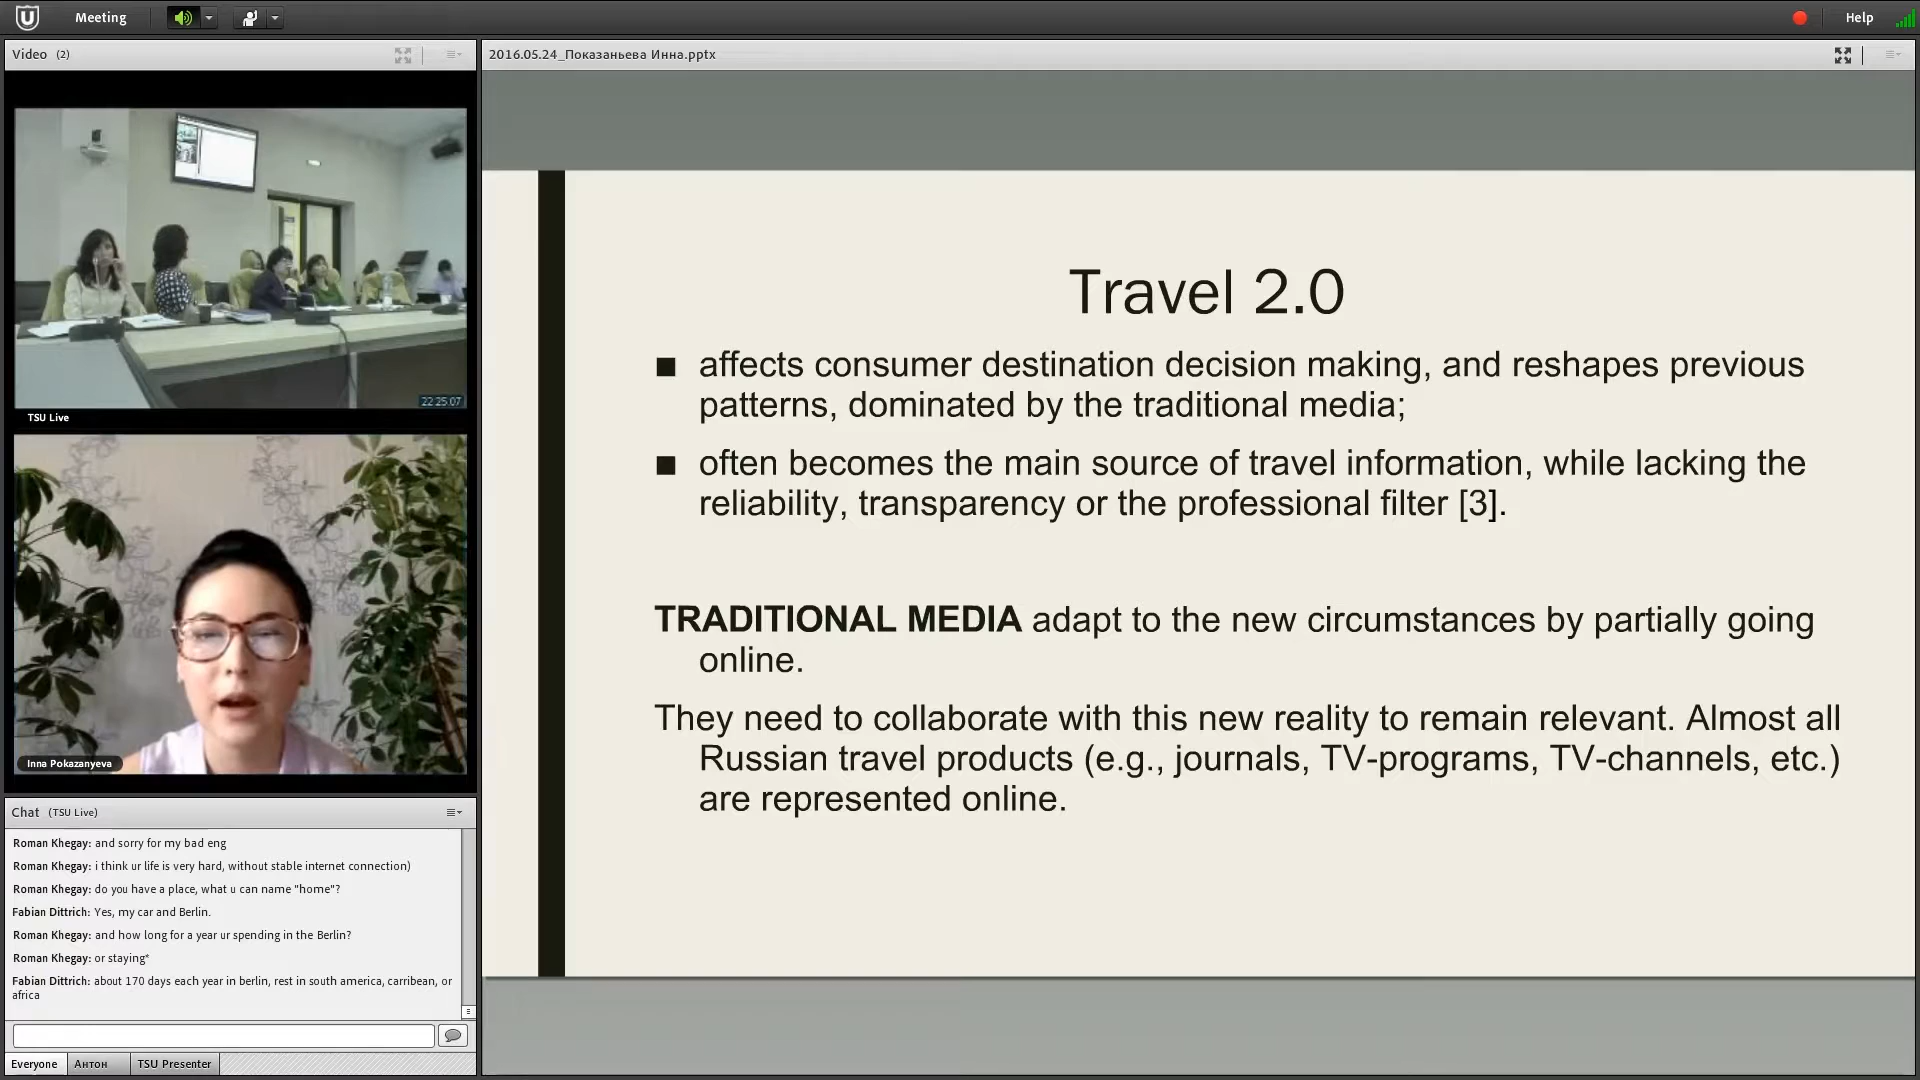 Meeting
Help
Video (2)
22:25:07
TSU Live
Inna Pokazanyeva
Chat (TSU Live)
Roman Khegay: and sorry for my bad eng
Roman Khegay: i think ur life is very hard, without stable internet connection)
Roman Khegay: do you have a place, what u can name "home"?
Fabian Dittrich: Yes, my car and Berlin.
Roman Khegay: and how long for a year ur spending in the Berlin?
Roman Khegay: or staying*
Fabian Dittrich: about 170 days each year in berlin, rest in south america, carribean, or
africa
Everyone
Антон
TSU Presenter
2016.05.24_Показаньева Инна.pptx
Travel 2.0
■ affects consumer destination decision making, and reshapes previous
patterns, dominated by the traditional media;
■ often becomes the main source of travel information, while lacking the
reliability, transparency or the professional filter [3].
TRADITIONAL MEDIA adapt to the new circumstances by partially going
online.
They need to collaborate with this new reality to remain relevant. Almost all
Russian travel products (e.g., journals, TV-programs, TV-channels, etc.)
are represented online.